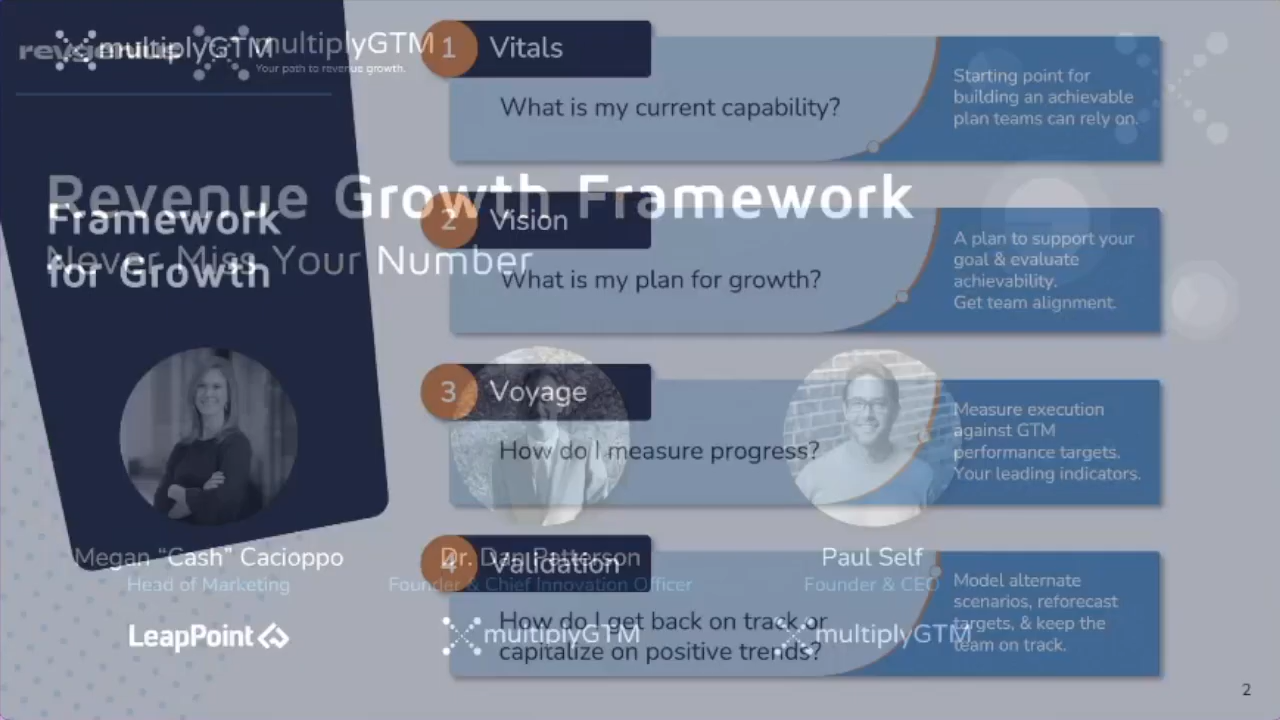 revgenius
multiplyGTM
multiplyGTM
Your path to revenue growth.
Revenue Growth Framework
Never Miss Your Number
Framework
for Growth
1 Vitals
What is my current capability?
Starting point for
building an achievable
plan teams can rely on.
2 Vision
What is my plan for growth?
A plan to support your
goal & evaluate
achievability.
Get team alignment.
3 Voyage
How do I measure progress?
Measure execution
against GTM
performance targets.
Your leading indicators.
4 Validation
How do I get back on track or
capitalize on positive trends?
Model alternate
scenarios, reforecast
targets, & keep the
team on track.
Megan “Cash” Cacioppo
Head of Marketing
LeapPoint
Dr. Dan Patterson
Founder & Chief Innovation Officer
multiplyGTM
Paul Self
Founder & CEO
multiplyGTM
2